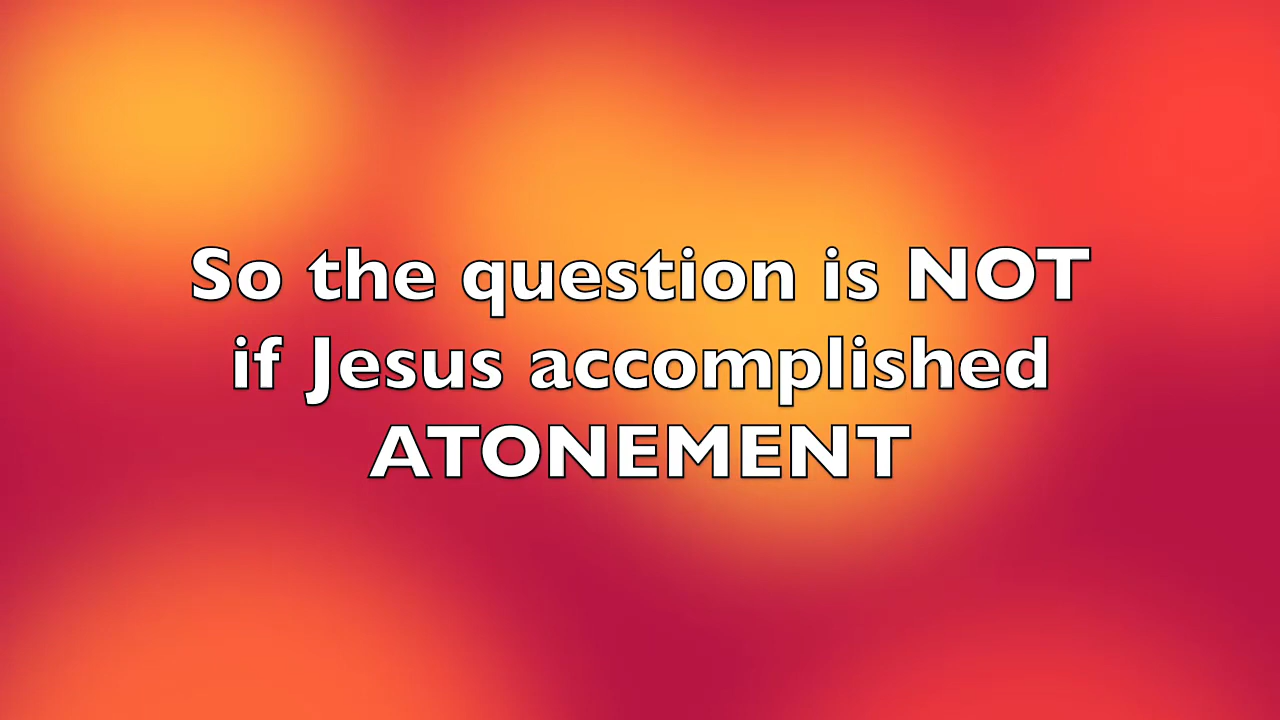 So the question is NOT
if Jesus accomplished
ATONEMENT